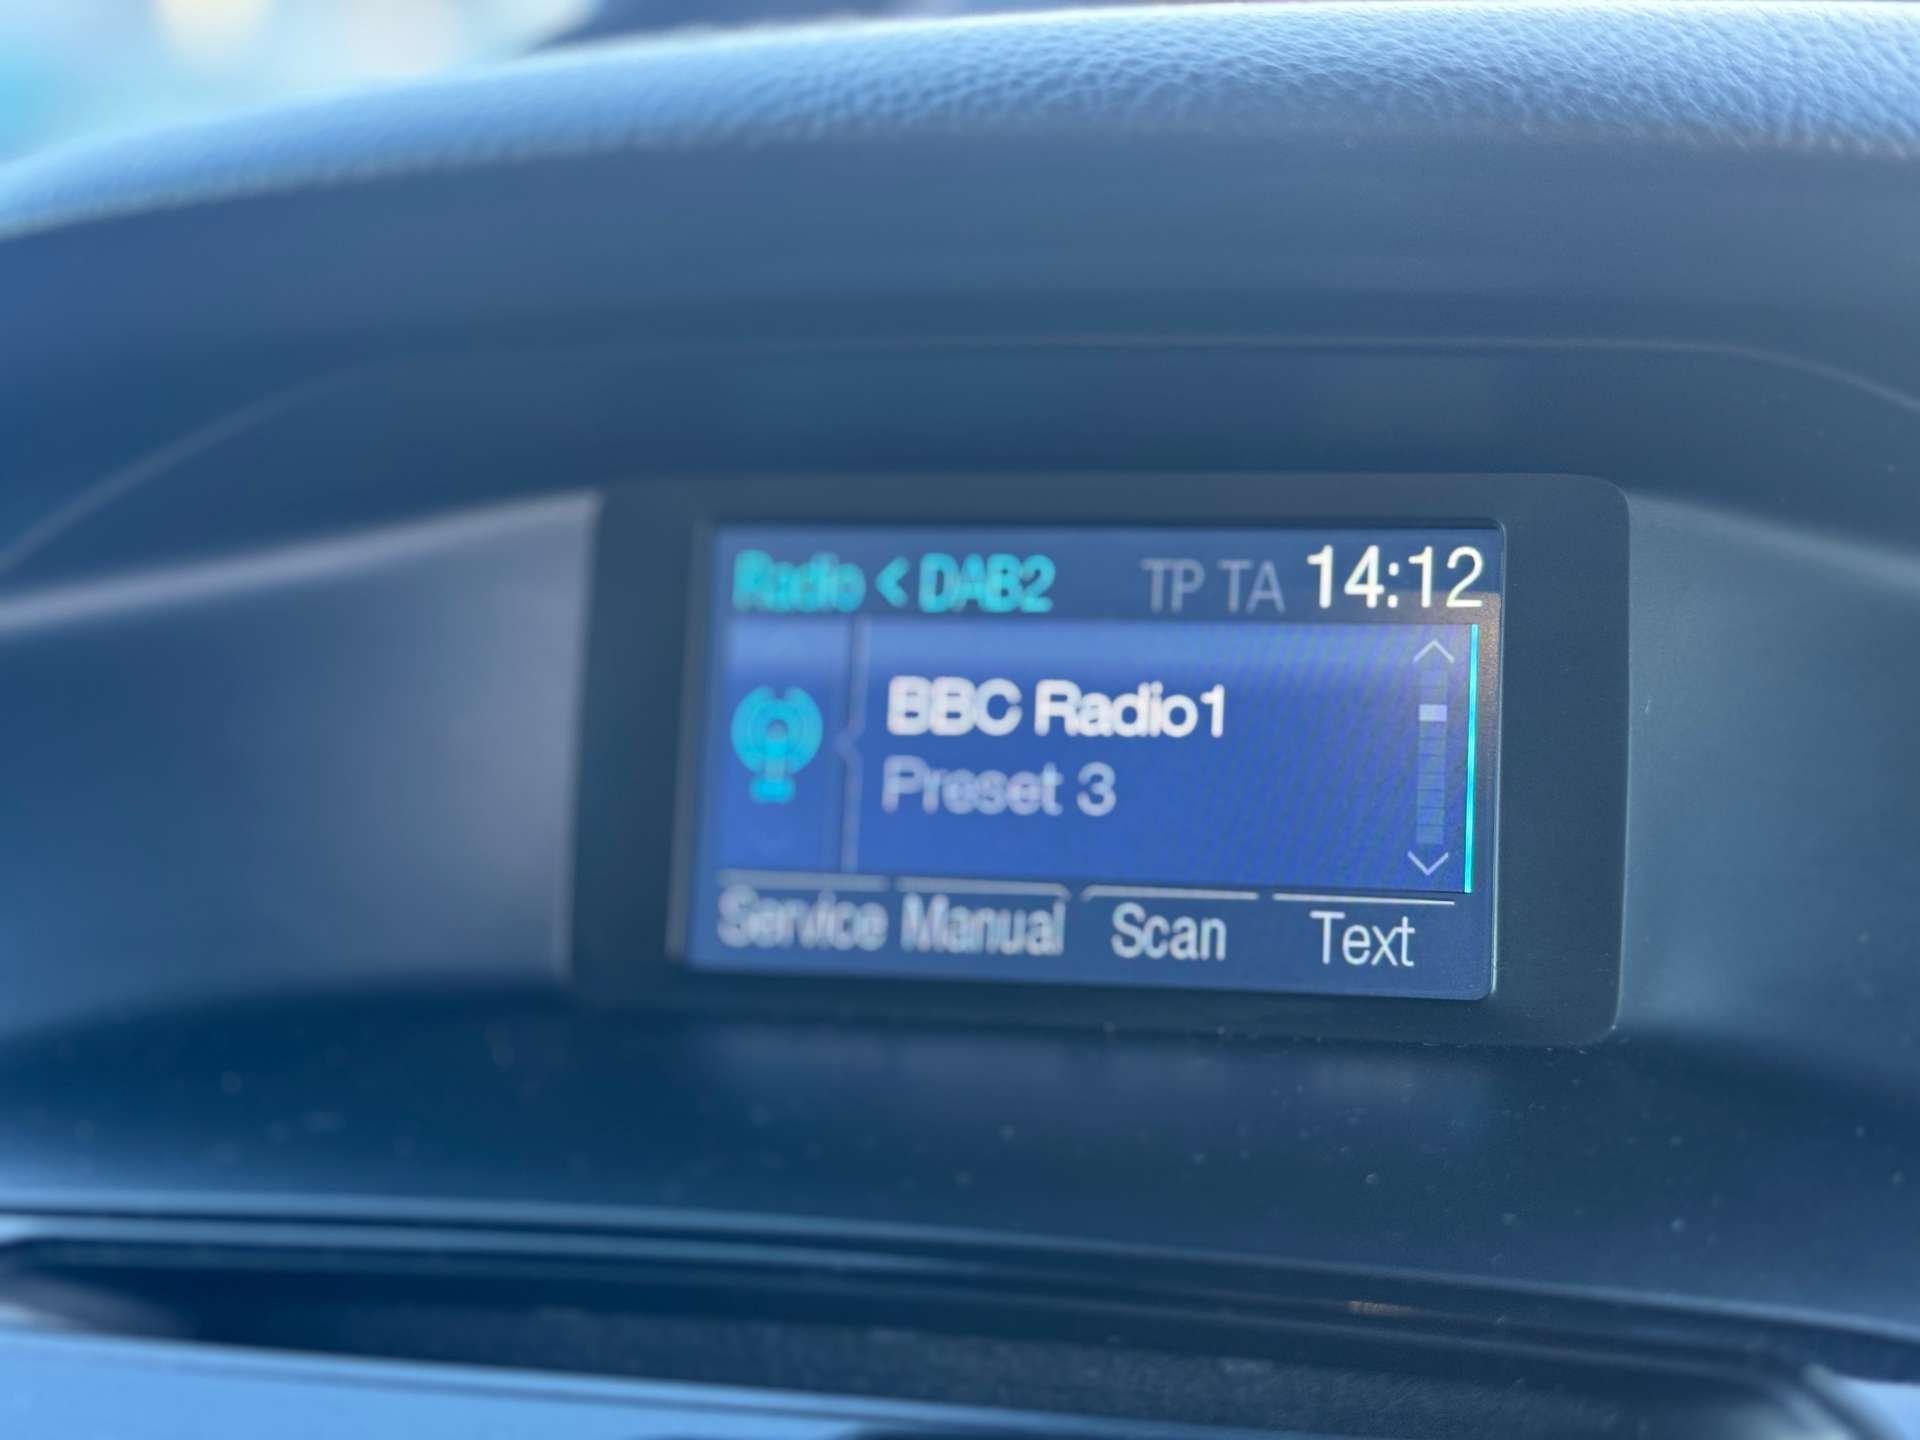 Radio < DAB2 TP TA 14:12
BBC Radio1
Preset 3
Service Manual Scan Text